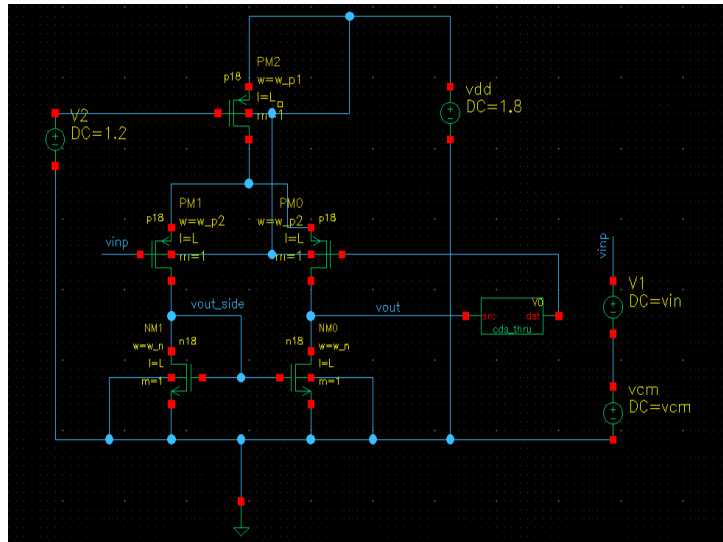 PM2
p18
w=w_p1
l=L
m=1
vdd
DC=1.8
V2
DC=1.2
PM1
p18
w=w_p2
l=L
m=1
PM0
w=w_p2
p18
l=L
m=1
vinp
vinp
vout_side
vout
V0
src
dst
cds_thru
V1
DC=vin
NM1
n18
w=w_n
l=L
m=1
NM0
n18
w=w_n
l=L
m=1
vcm
DC=vcm